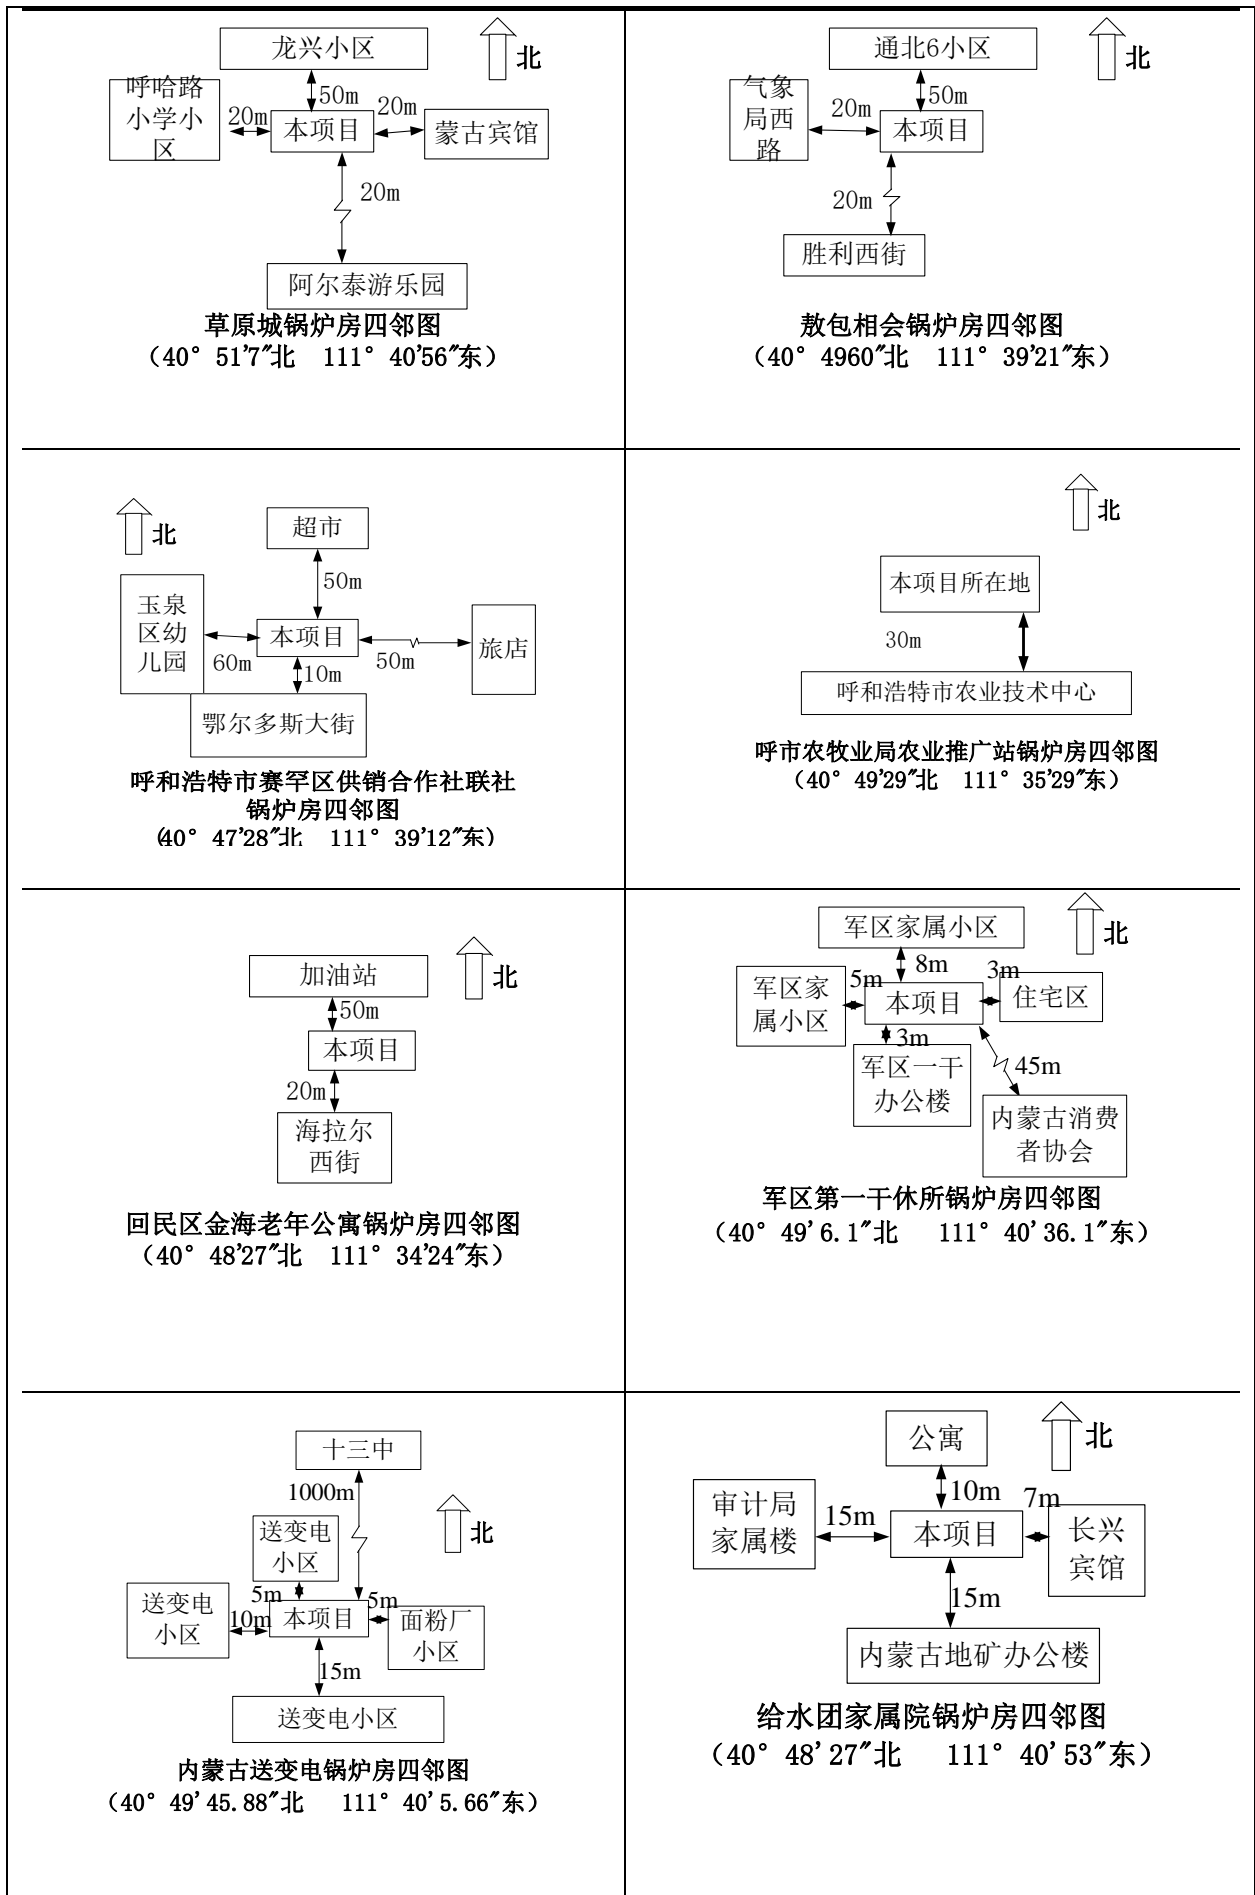 龙兴小区
北
呼哈路
小学小
区
50m
20m
20m
本项目
蒙古宾馆
20m
阿尔泰游乐园
草原城锅炉房四邻图
(40° 51'7"北 111° 40'56"东)
通北6小区
北
气象
局西
路
50m
20m
本项目
20m
胜利西街
敖包相会锅炉房四邻图
(40° 4960"北 111° 39'21"东)
北
超市
50m
玉泉
区幼
儿园
本项目
60m
50m
旅店
10m
鄂尔多斯大街
呼和浩特市赛罕区供销合作社联社
锅炉房四邻图
(40° 47'28"北 111° 39'12"东)
北
本项目所在地
30m
呼和浩特市农业技术中心
呼市农牧业局农业推广站锅炉房四邻图
(40° 49'29"北 111° 35'29"东)
加油站
北
50m
本项目
20m
海拉尔
西街
回民区金海老年公寓锅炉房四邻图
(40° 48'27"北 111° 34'24"东)
军区家属小区
北
8m
军区家
属小区
5m
本项目
3m
住宅区
3m
军区一干
办公楼
45m
内蒙古消费
者协会
军区第一干休所锅炉房四邻图
(40° 49'6.1"北 111° 40'36.1"东)
十三中
1000m
北
送变电
小区
5m
送变电
小区
10m
本项目
5m
面粉厂
小区
15m
送变电小区
内蒙古送变电锅炉房四邻图
(40° 49'45.88"北 111° 40'5.66"东)
公寓
北
10m
审计局
家属楼
15m
本项目
7m
长兴
宾馆
15m
内蒙古地矿办公楼
给水团家属院锅炉房四邻图
(40° 48'27"北 111° 40'53"东)